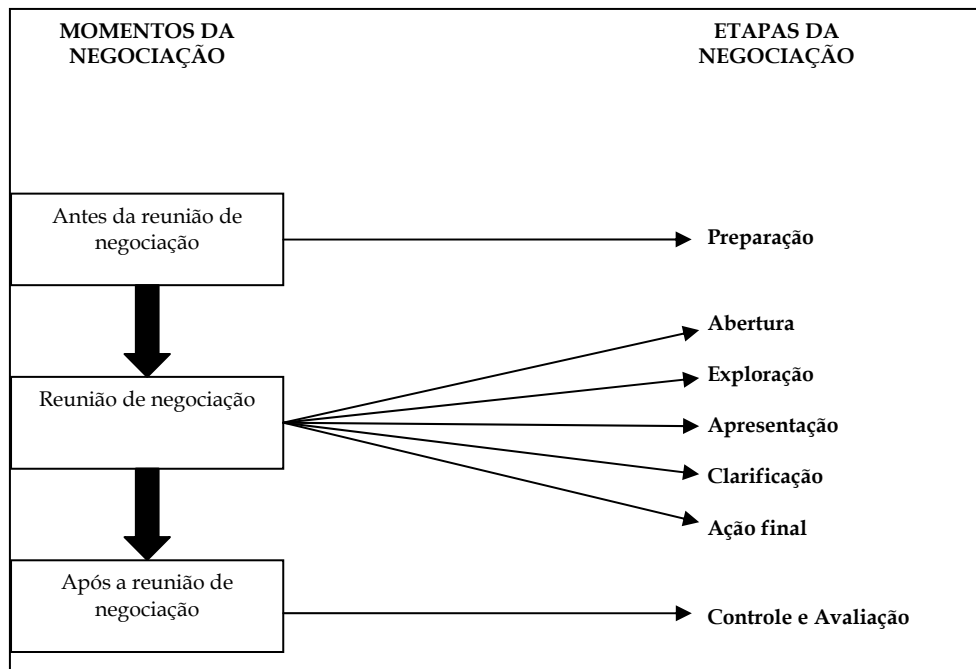 MOMENTOS DA
NEGOCIAÇÃO
ETAPAS DA
NEGOCIAÇÃO
Antes da reunião de
negociação
Preparação
Reunião de negociação
Abertura
Exploração
Apresentação
Clarificação
Ação final
Após a reunião de
negociação
Controle e Avaliação